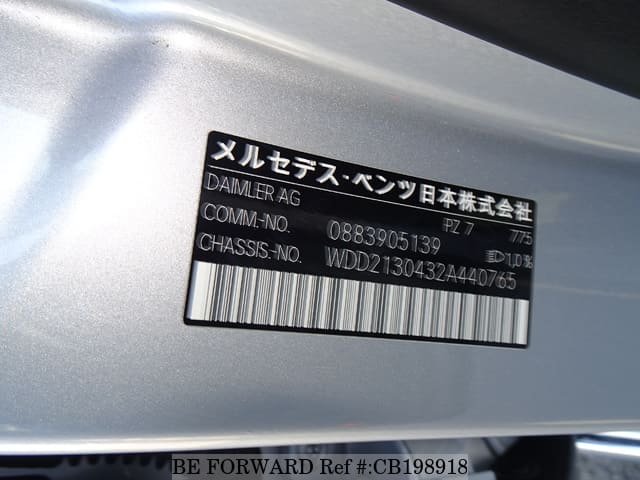 メルセデス・ベンツ日本株式会社
DAIMLER AG PZ 7 775
COMM.-NO. 0883905139 1,0%
CHASSIS.-NO. WDD2130432A440765
BE FORWARD Ref #:CB198918